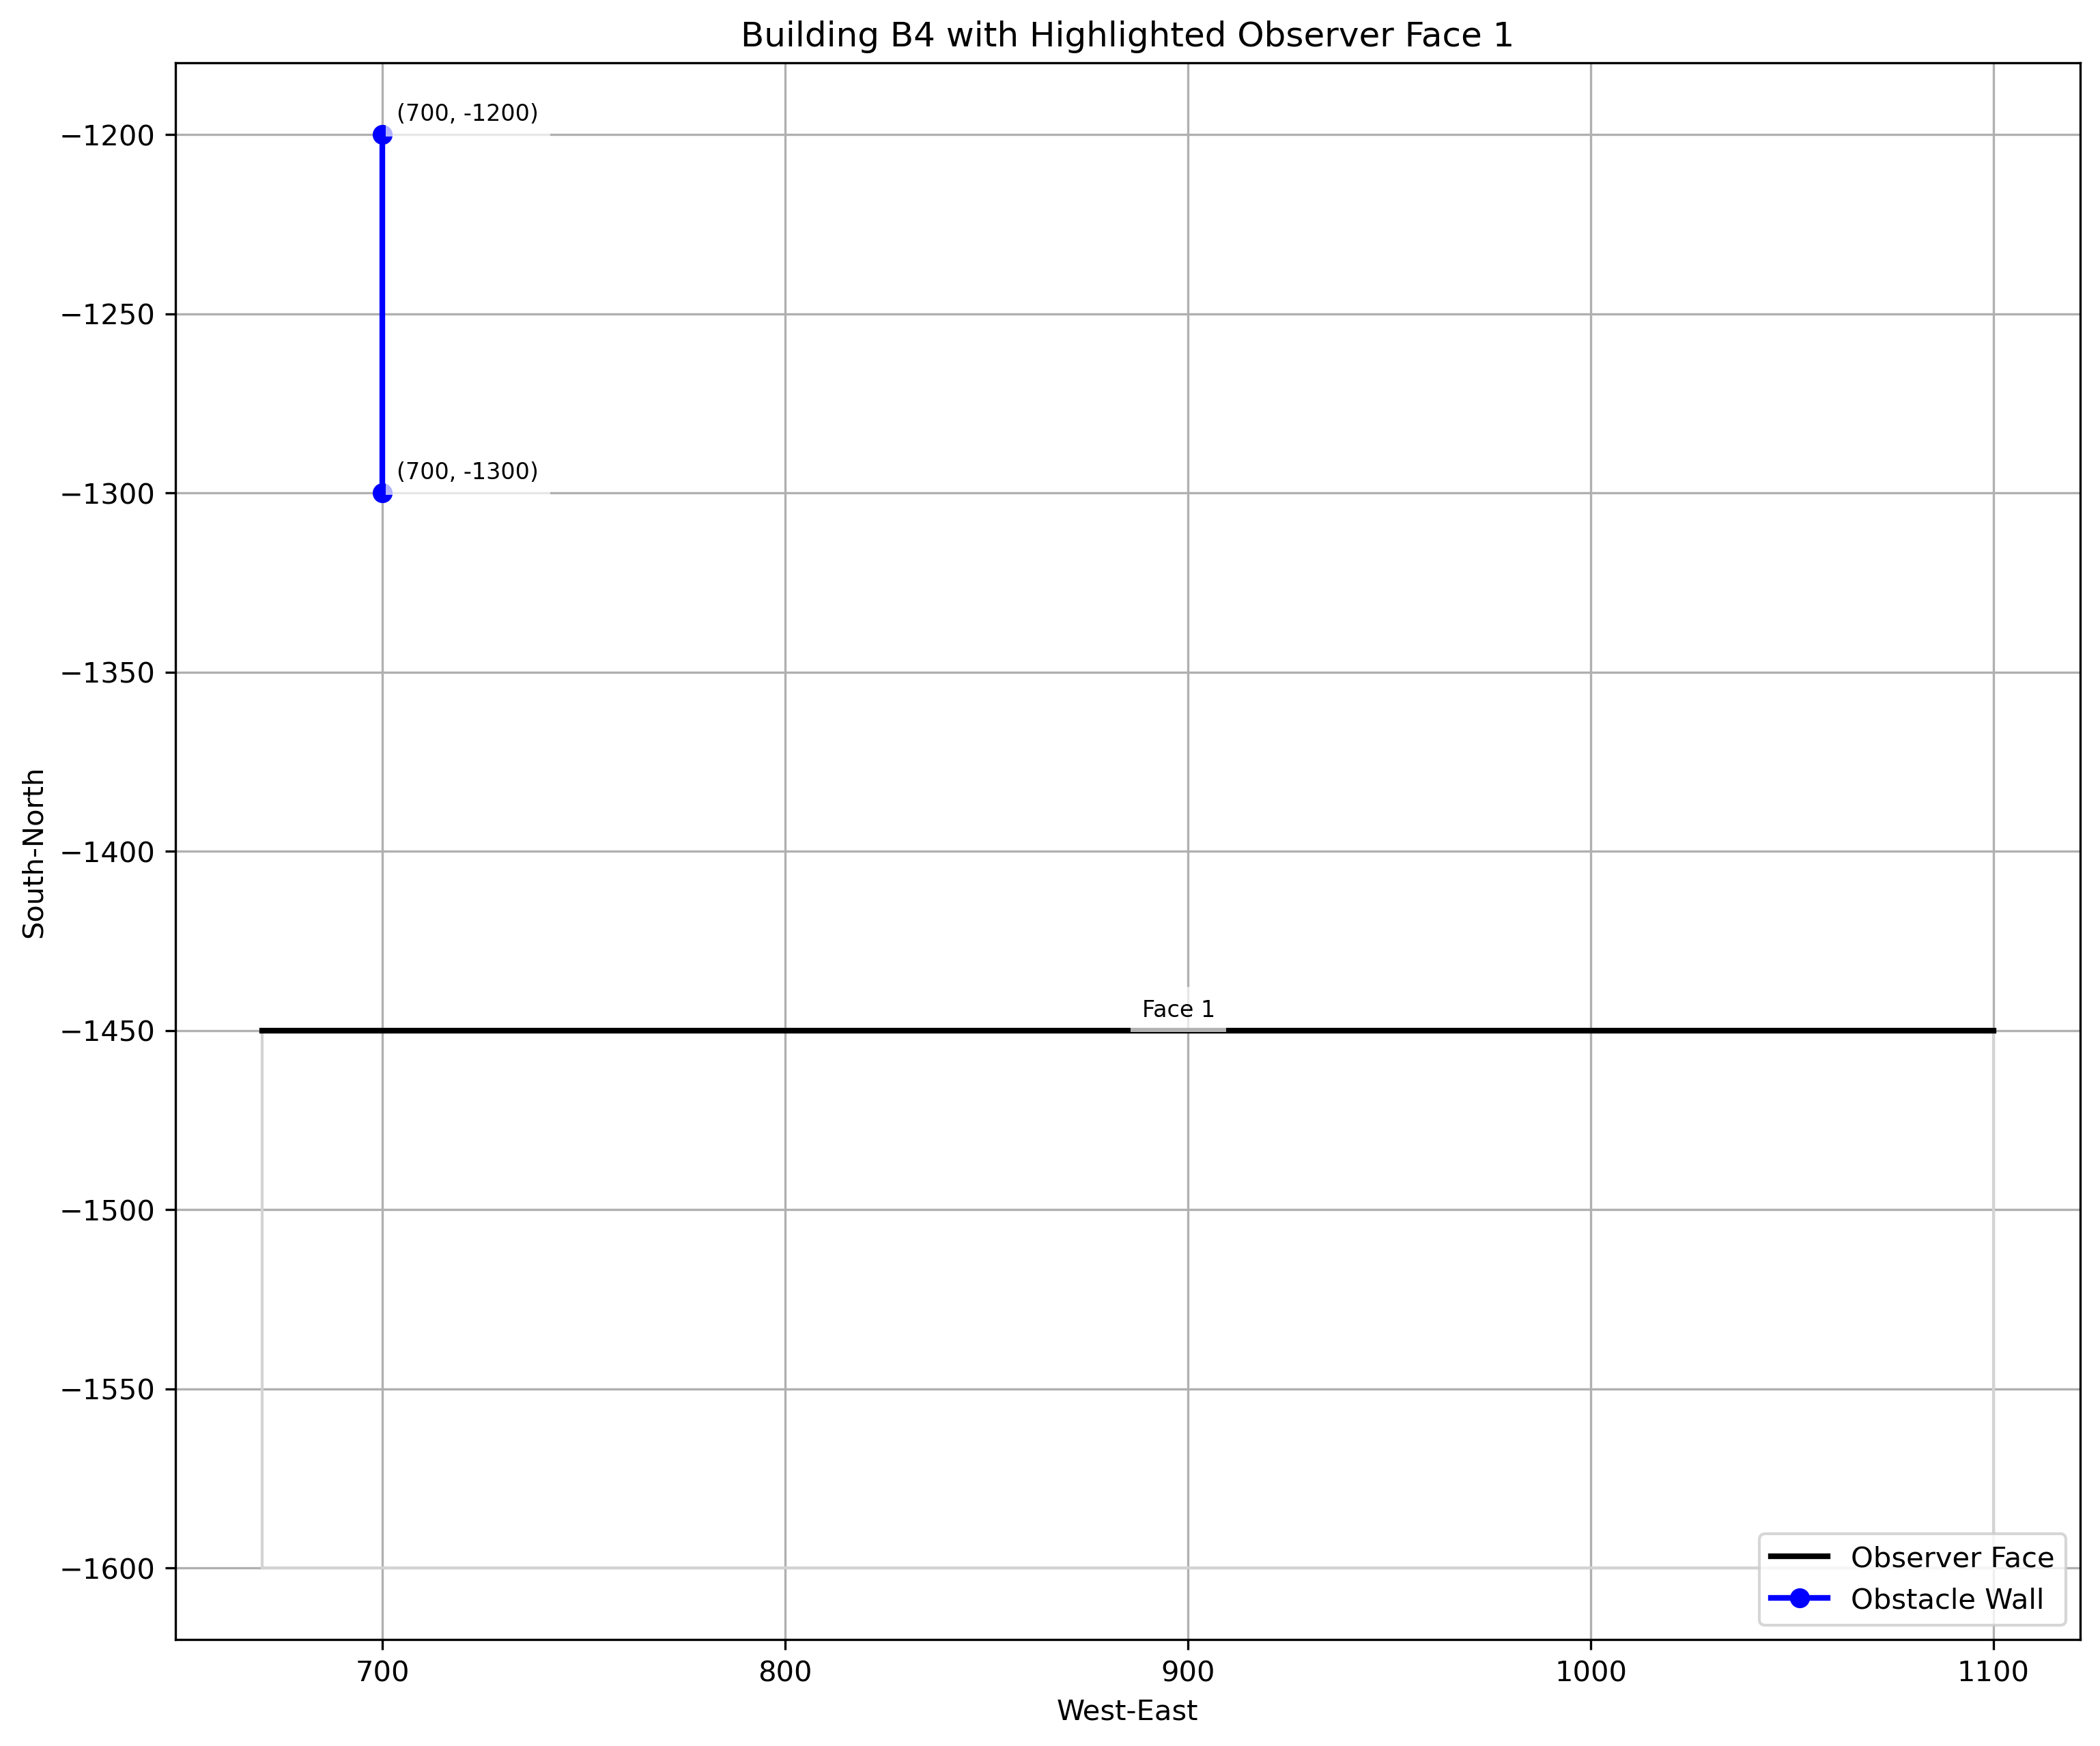 Building B4 with Highlighted Observer Face 1
−1200
−1250
−1300
−1350
−1400
−1450
−1500
−1550
−1600
South-North
(700, -1200)
(700, -1300)
Face 1
Observer Face
Obstacle Wall
700
800
900
1000
1100
West-East